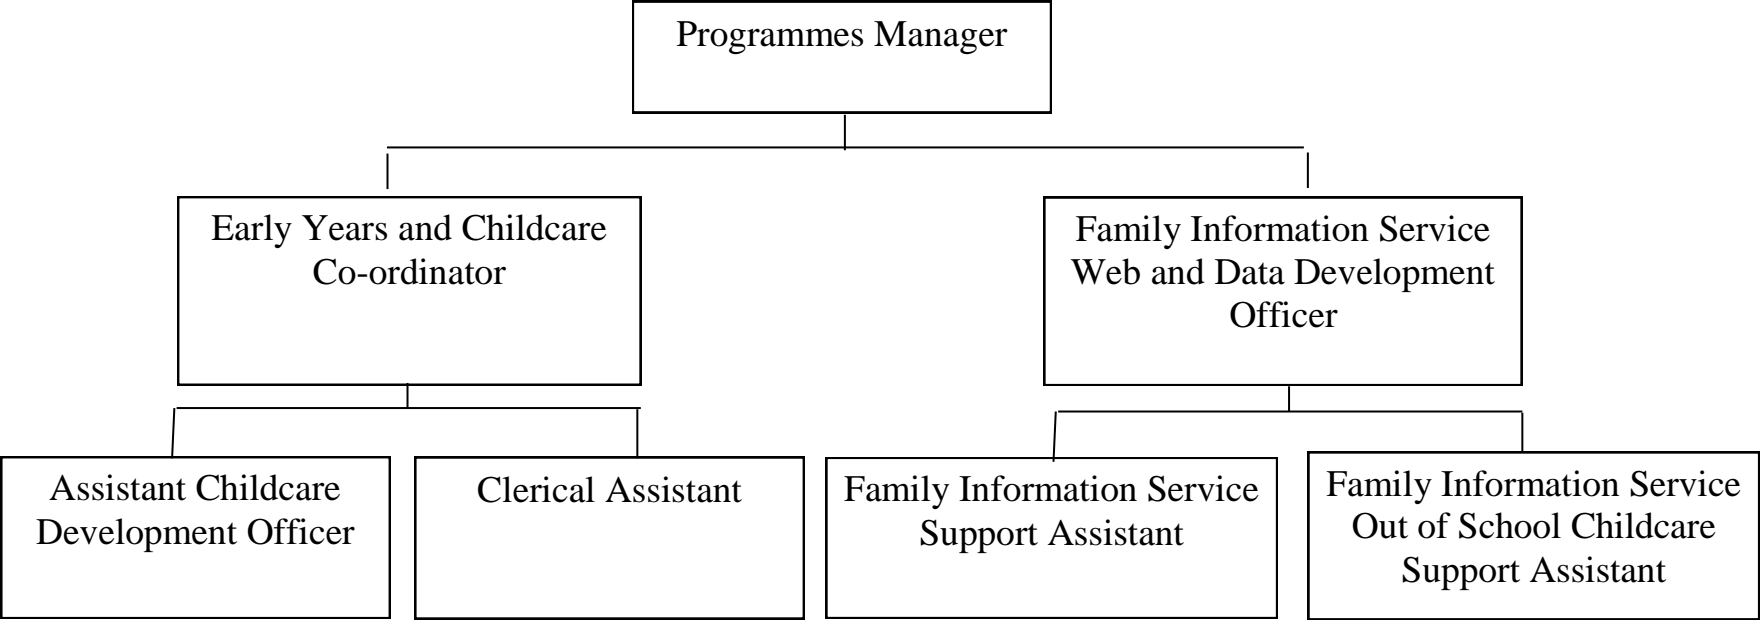 Programmes Manager
Early Years and Childcare
Co-ordinator
Family Information Service
Web and Data Development
Officer
Assistant Childcare
Development Officer
Clerical Assistant
Family Information Service
Support Assistant
Family Information Service
Out of School Childcare
Support Assistant